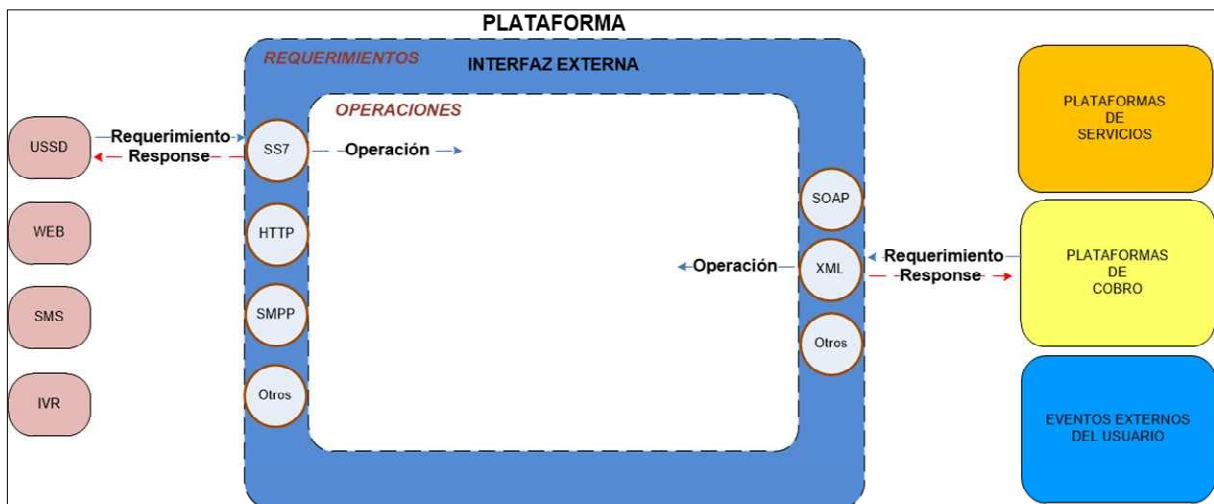 PLATAFORMA
REQUERIMIENTOS
INTERFAZ EXTERNA
OPERACIONES
USSD
Requerimiento
Response
SS7
Operación
WEB
HTTP
SMS
SMPP
IVR
Otros
SOAP
Operación
XML
Requerimiento
Response
Otros
PLATAFORMAS
DE
SERVICIOS
PLATAFORMAS
DE
COBRO
EVENTOS EXTERNOS
DEL USUARIO